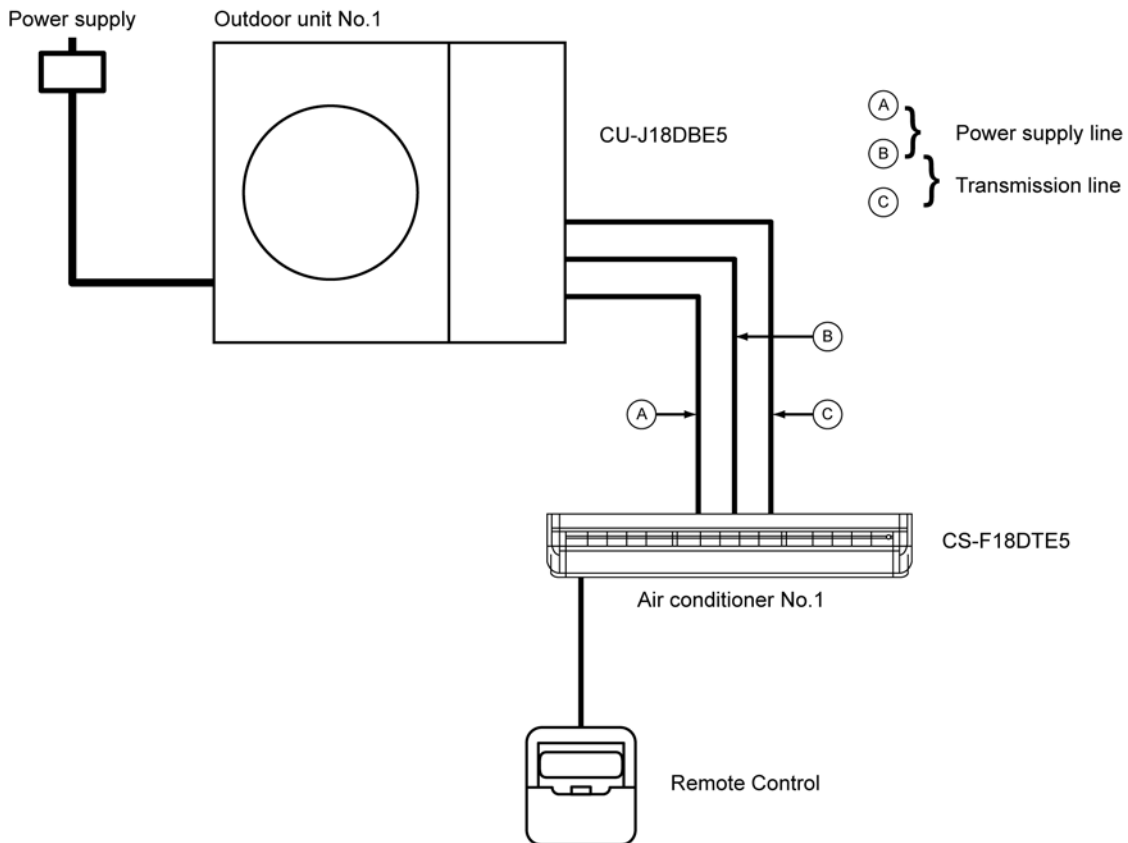 Power supply
Outdoor unit No.1
CU-J18DBE5
A
B
C
Power supply line
Transmission line
B
A
C
CS-F18DTE5
Air conditioner No.1
Remote Control